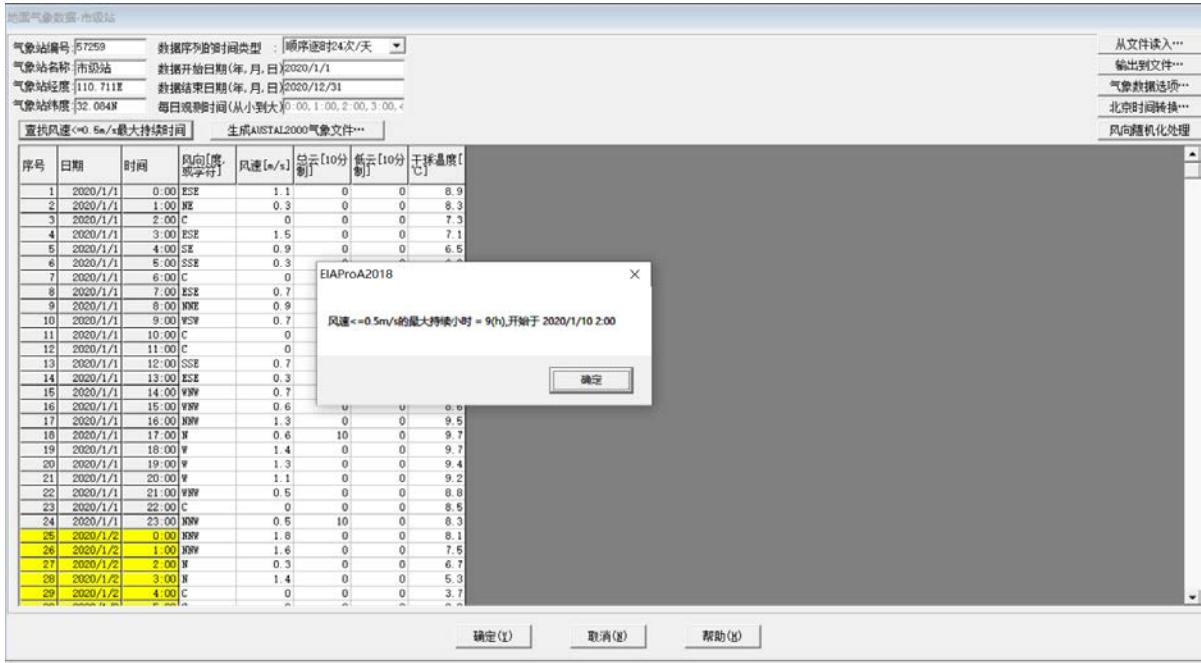 地面气象数据-市级站
气象站编号: 57259 数据序列的时间类型 : 顺序逐时24次/天 从文件读入…
气象站名称: 市级站 数据开始日期(年,月,日) 2020/1/1 输出到文件…
气象站经度: 110.711E 数据结束日期(年,月,日) 2020/12/31 气象数据选项…
气象站纬度: 32.084N 每日观测时间(从小到大) 0:00,1:00,2:00,3:00, 北京时间转换…
查找风速<=0.5m/s最大持续时间 生成AUSTAL2000气象文件… 风向随机化处理
序号 日期 时间 风向[度,或字符] 风速[m/s] 总云[10分制] 低云[10分制] 干球温度[℃]
1 2020/1/1 0:00 ESE 1.1 0 0 8.9
2 2020/1/1 1:00 NE 0.3 0 0 8.3
3 2020/1/1 2:00 C 0 0 0 7.3
4 2020/1/1 3:00 ESE 1.5 0 0 7.1
5 2020/1/1 4:00 SE 0.9 0 0 6.5
6 2020/1/1 5:00 SSE 0.3
7 2020/1/1 6:00 C 0
8 2020/1/1 7:00 ESE 0.7
9 2020/1/1 8:00 NNE 0.9
10 2020/1/1 9:00 WSW 0.7
11 2020/1/1 10:00 C 0
12 2020/1/1 11:00 C 0
13 2020/1/1 12:00 SSE 0.7
14 2020/1/1 13:00 ESE 0.3
15 2020/1/1 14:00 WNW 0.7
16 2020/1/1 15:00 WNW 0.6 0 0 8.6
17 2020/1/1 16:00 NNW 1.3 0 0 9.5
18 2020/1/1 17:00 N 0.6 10 0 9.7
19 2020/1/1 18:00 W 1.4 0 0 9.7
20 2020/1/1 19:00 W 1.3 0 0 9.4
21 2020/1/1 20:00 W 1.1 0 0 9.2
22 2020/1/1 21:00 WNW 0.5 0 0 8.8
23 2020/1/1 22:00 C 0 0 0 8.5
24 2020/1/1 23:00 NNW 0.5 10 0 8.3
25 2020/1/2 0:00 NNW 1.8 0 0 8.1
26 2020/1/2 1:00 NNW 1.6 0 0 7.5
27 2020/1/2 2:00 N 0.3 0 0 6.7
28 2020/1/2 3:00 N 1.4 0 0 5.3
29 2020/1/2 4:00 C 0 0 0 3.7
EIAProA2018
风速<=0.5m/s的最大持续小时 = 9(h),开始于 2020/1/10 2:00
确定
确定(Y) 取消(N) 帮助(H)